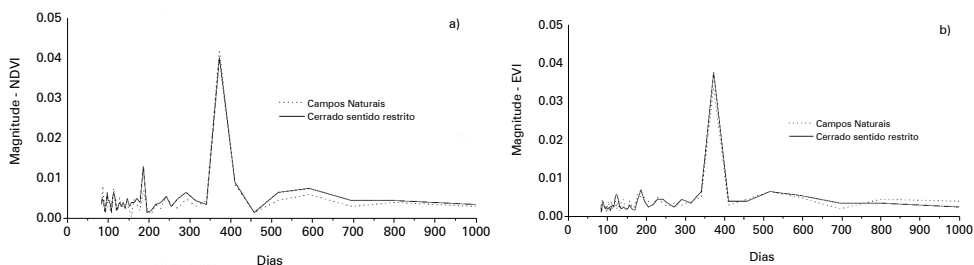 a)
0.05
0.04
0.03
0.02
0.01
0.00
Magnitude - NDVI
Campos Naturais
Cerrado sentido restrito
0 100 200 300 400 500 600 700 800 900 1000
Dias
b)
0.05
0.04
0.03
0.02
0.01
0.00
Magnitude - EVI
Campos Naturais
Cerrado sentido restrito
0 100 200 300 400 500 600 700 800 900 1000
Dias